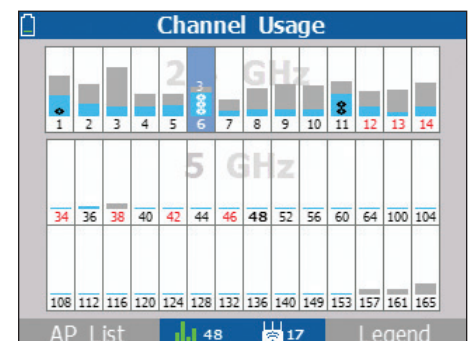 Channel Usage
2.4 GHz
3
1 2 3 4 5 6 7 8 9 10 11 12 13 14
5 GHz
34 36 38 40 42 44 46 48 52 56 60 64 100 104
108 112 116 120 124 128 132 136 140 149 153 157 161 165
AP List 48 17 Legend